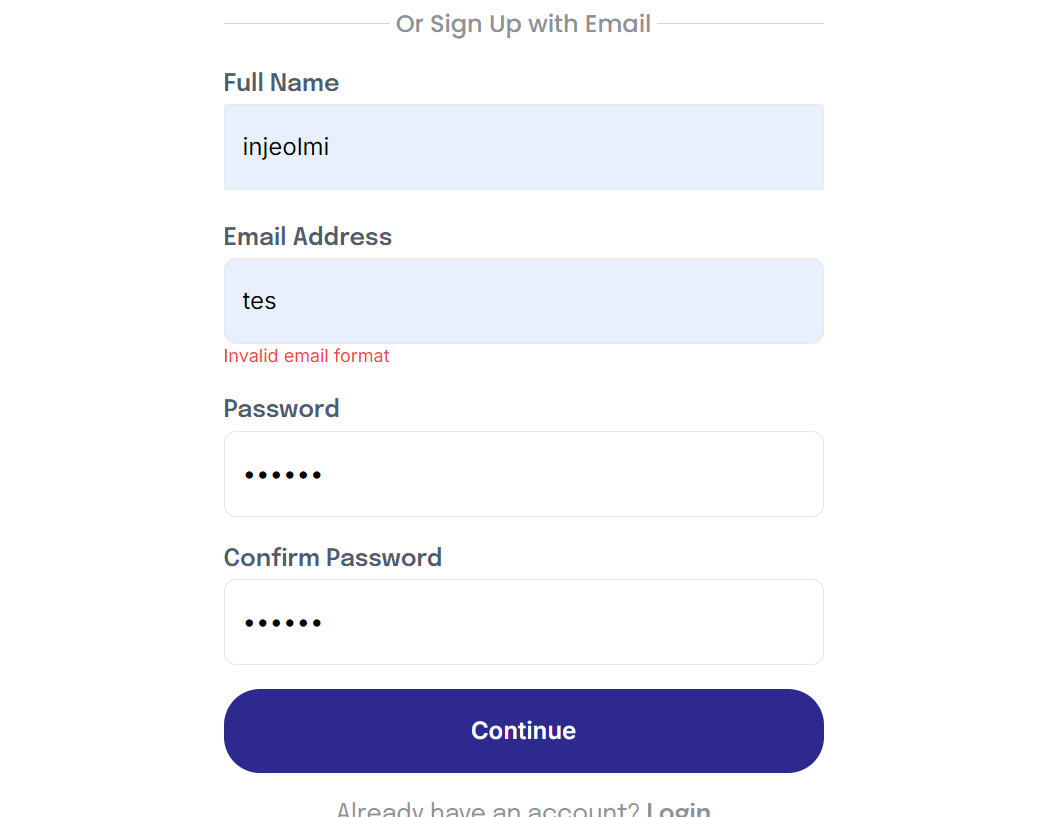 Or Sign Up with Email
Full Name
injeolmi
Email Address
tes
Invalid email format
Password
••••••
Confirm Password
••••••
Continue
Already have an account? Login